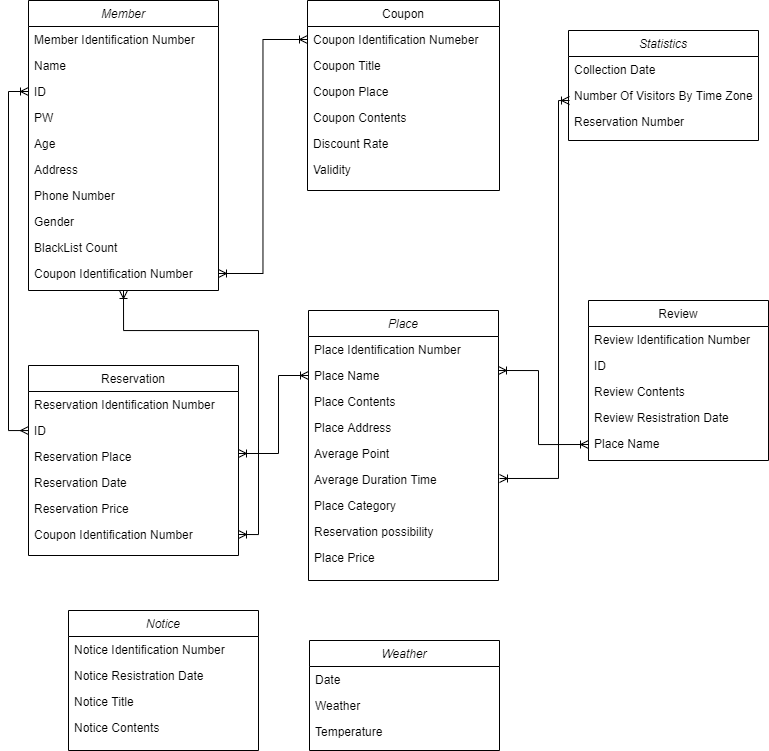 Member
Member Identification Number
Name
ID
PW
Age
Address
Phone Number
Gender
BlackList Count
Coupon Identification Number
Coupon
Coupon Identification Numeber
Coupon Title
Coupon Place
Coupon Contents
Discount Rate
Validity
Statistics
Collection Date
Number Of Visitors By Time Zone
Reservation Number
Reservation
Reservation Identification Number
ID
Reservation Place
Reservation Date
Reservation Price
Coupon Identification Number
Place
Place Identification Number
Place Name
Place Contents
Place Address
Average Point
Average Duration Time
Place Category
Reservation possibility
Place Price
Review
Review Identification Number
ID
Review Contents
Review Resistration Date
Place Name
Notice
Notice Identification Number
Notice Resistration Date
Notice Title
Notice Contents
Weather
Date
Weather
Temperature